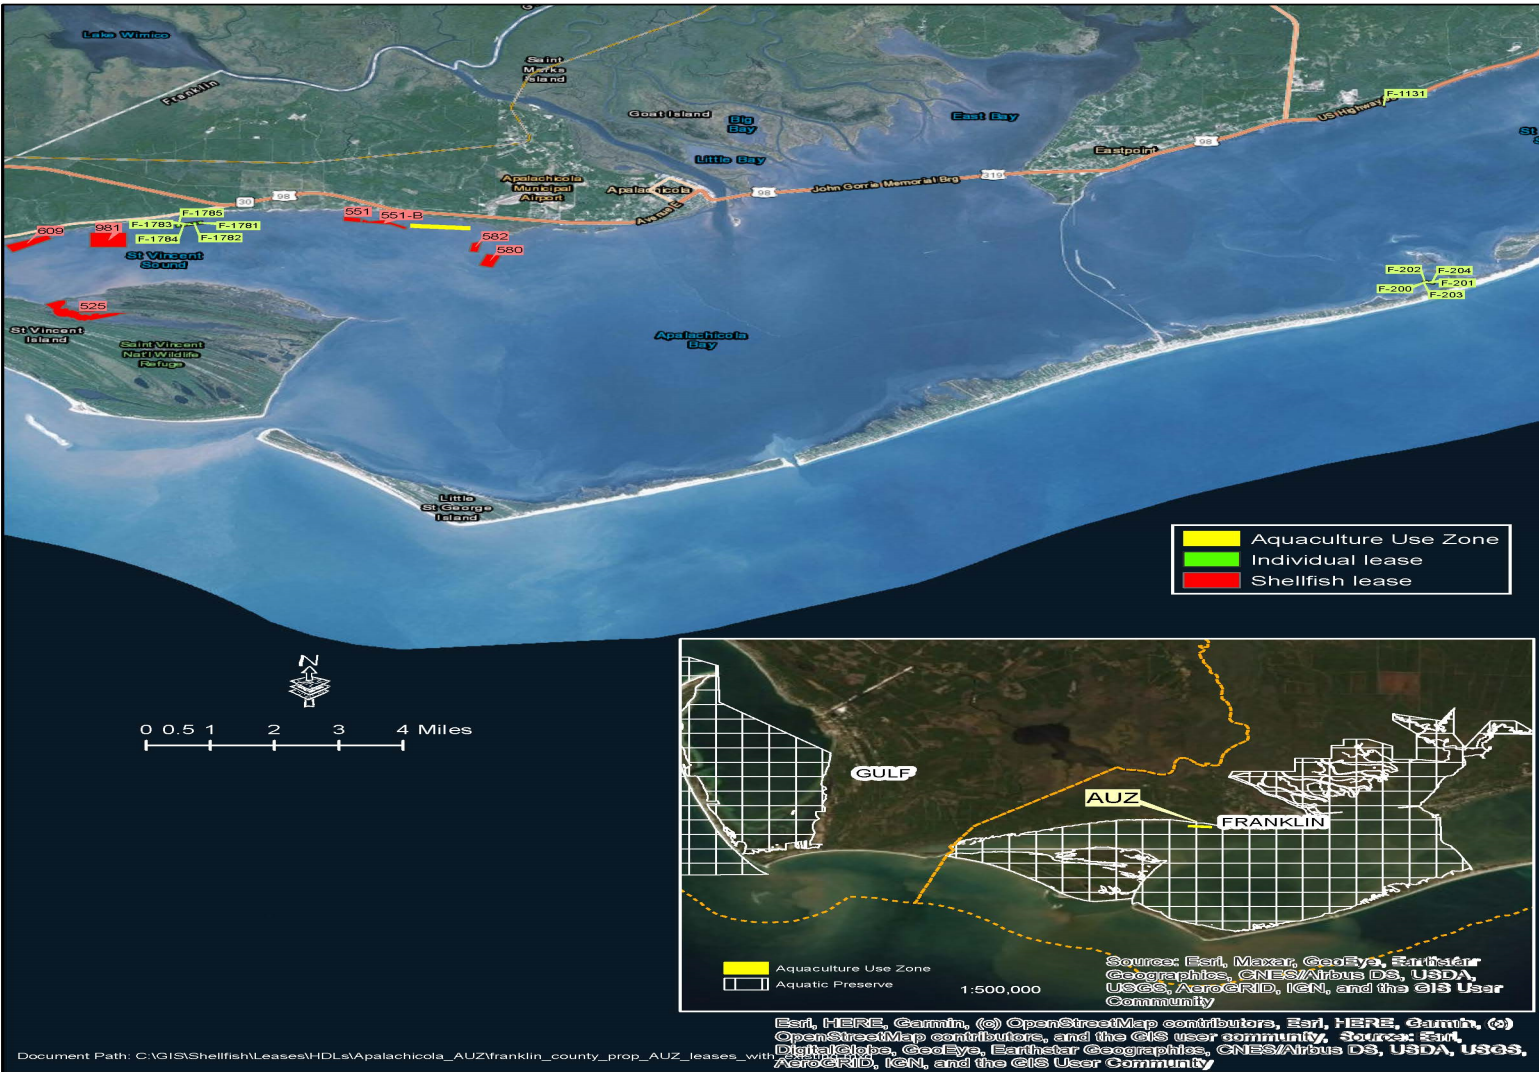 Lake Wimico
Franklin
Saint
Marks
Island
Goat Island
Big
Bay
Little Bay
East Bay
F-1131
US Highway
98
Eastpoint
319
John Gorrie Memorial Brg
98
Apalachicola
Avenue E
Apalachicola
Municipal
Airport
98
30
F-1785
F-1783
F-1781
F-1784
F-1782
551
551-B
582
580
609
981
St Vincent
Sound
525
St Vincent
Island
Saint Vincent
Nat'l Wildlife
Refuge
Apalachicola
Bay
F-202
F-204
F-200
F-201
F-203
Little
St George
Island
Aquaculture Use Zone
Individual lease
Shellfish lease
N
0 0.5 1 2 3 4 Miles
GULF
AUZ
FRANKLIN
Aquaculture Use Zone
Aquatic Preserve
1:500,000
Source: Esri, Maxar, GeoEye, Earthstar
Geographics, CNES/Airbus DS, USDA,
USGS, AeroGRID, IGN, and the GIS User
Community
Esri, HERE, Garmin, (c) OpenStreetMap contributors, Esri, HERE, Garmin, (c)
OpenStreetMap contributors, and the GIS user community, Source: Esri,
DigitalGlobe, GeoEye, Earthstar Geographics, CNES/Airbus DS, USDA, USGS,
AeroGRID, IGN, and the GIS User Community
Document Path: C:\GIS\Shellfish\Leases\HDLs\Apalachicola_AUZ\franklin_county_prop_AUZ_leases_with